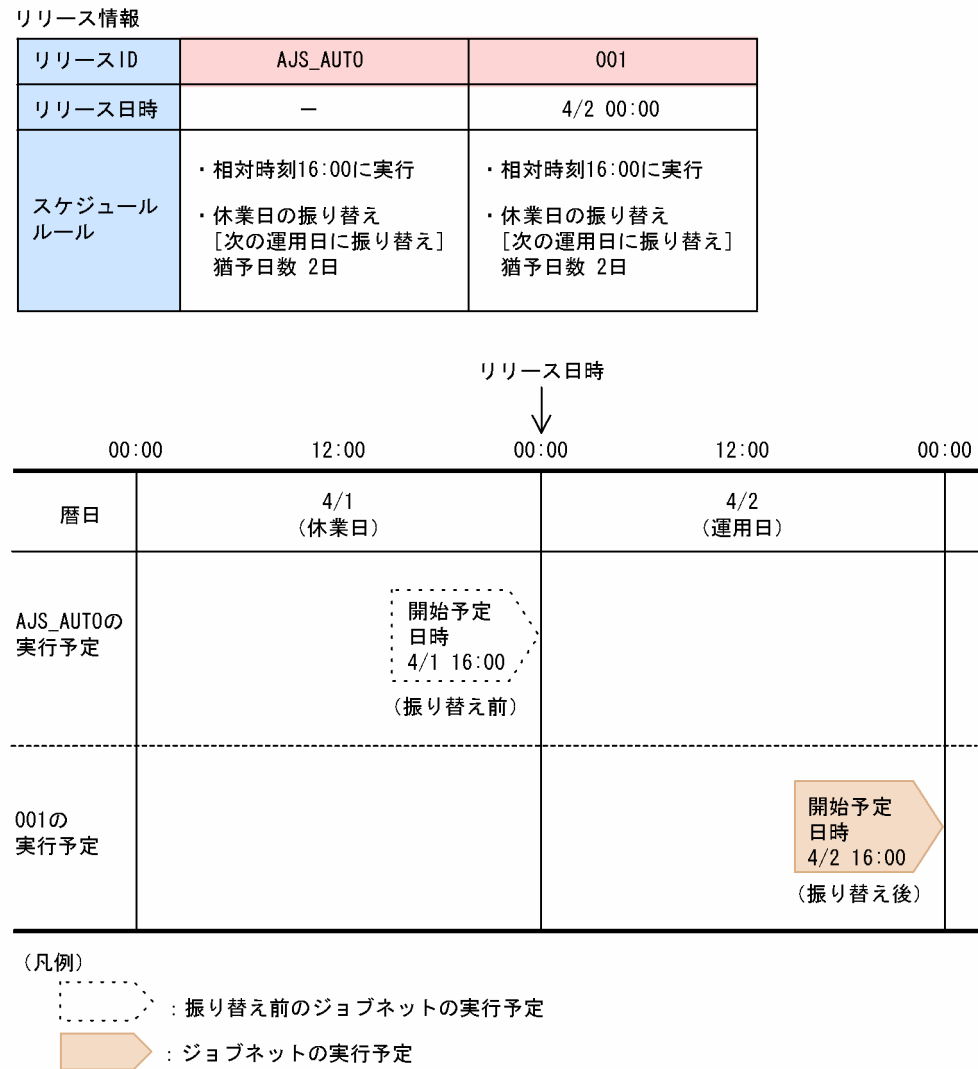 リリース情報
リリースID AJS_AUTO 001
リリース日時 － 4/2 00:00
スケジュール
ルール
・相対時刻16:00に実行
・休業日の振り替え
[次の運用日に振り替え]
猶予日数 2日
・相対時刻16:00に実行
・休業日の振り替え
[次の運用日に振り替え]
猶予日数 2日
リリース日時
00:00 12:00 00:00 12:00 00:00
暦日
4/1
(休業日)
4/2
(運用日)
AJS_AUTOの
実行予定
開始予定
日時
4/1 16:00
(振り替え前)
001の
実行予定
開始予定
日時
4/2 16:00
(振り替え後)
(凡例)
：振り替え前のジョブネットの実行予定
：ジョブネットの実行予定